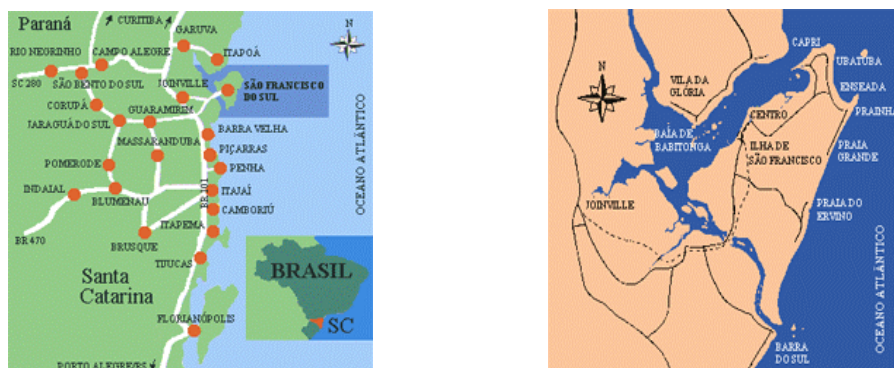 Paraná
CURITIBA
GARUVA
N
RIO NEGRINHO
CAMPO ALEGRE
ITAPOÁ
SC 280
SÃO BENTO DO SUL
JOINVILLE
SÃO FRANCISCO
DO SUL
CORUPÁ
GUARAMIRIM
JARAGUÁ DO SUL
BARRA VELHA
MASSARANDUBA
PIÇARRAS
POMERODE
PENHA
OCEANO ATLÂNTICO
INDAIAL
BLUMENAU
BR 101
ITAJAÍ
CAMBORIÚ
ITAPEMA
BR 470
BRUSQUE
TIJUCAS
Santa
Catarina
BRASIL
SC
FLORIANÓPOLIS
PORTO ALEGRE/RS
CAPRI
UBATUBA
VILA DA
GLÓRIA
ENSEADA
N
CENTRO
PRAINHA
BAÍA DE
BABITONGA
ILHA DE
SÃO FRANCISCO
PRAIA
GRANDE
JOINVILLE
PRAIA DO
ERVINO
OCEANO ATLÂNTICO
BARRA
DO SUL